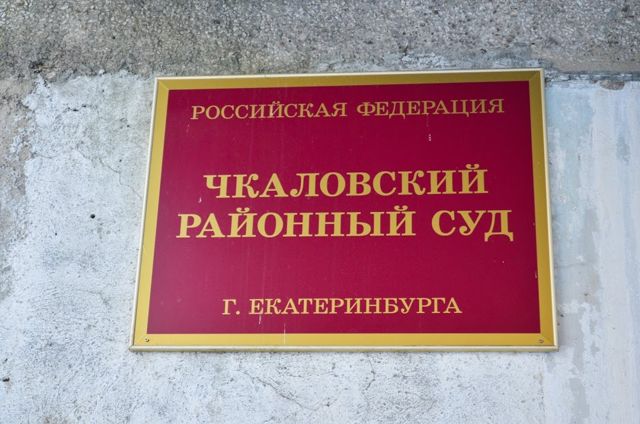 РОССИЙСКАЯ ФЕДЕРАЦИЯ
ЧКАЛОВСКИЙ
РАЙОННЫЙ СУД
Г. ЕКАТЕРИНБУРГА